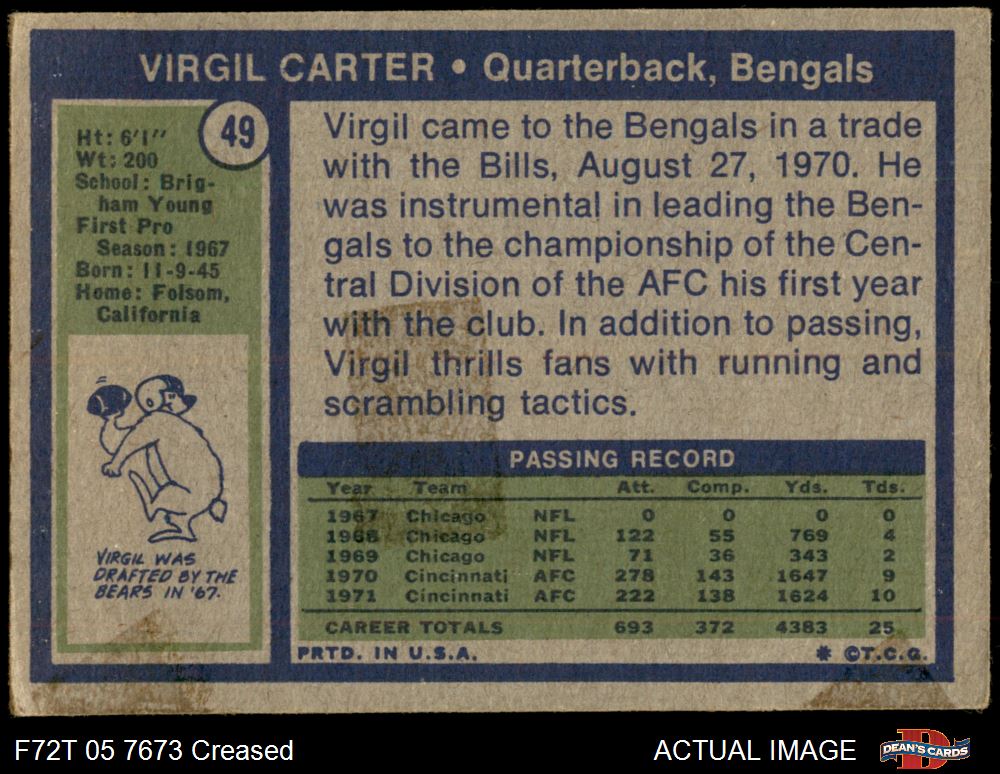 VIRGIL CARTER • Quarterback, Bengals
49
Ht: 6'1"
Wt: 200
School: Brig-
ham Young
First Pro
Season: 1967
Born: 11-9-45
Home: Folsom,
California
VIRGIL WAS
DRAFTED BY THE
BEARS IN '67.
Virgil came to the Bengals in a trade
with the Bills, August 27, 1970. He
was instrumental in leading the Ben-
gals to the championship of the Cen-
tral Division of the AFC his first year
with the club. In addition to passing,
Virgil thrills fans with running and
scrambling tactics.
PASSING RECORD
Year Team Att. Comp. Yds. Tds.
1967 Chicago NFL 0 0 0 0
1968 Chicago NFL 122 55 769 4
1969 Chicago NFL 71 36 343 2
1970 Cincinnati AFC 278 143 1647 9
1971 Cincinnati AFC 222 138 1624 10
CAREER TOTALS 693 372 4383 25
PRTD. IN U.S.A. * ©T.C.G.
F72T 05 7673 Creased ACTUAL IMAGE
DEAN'S CARDS